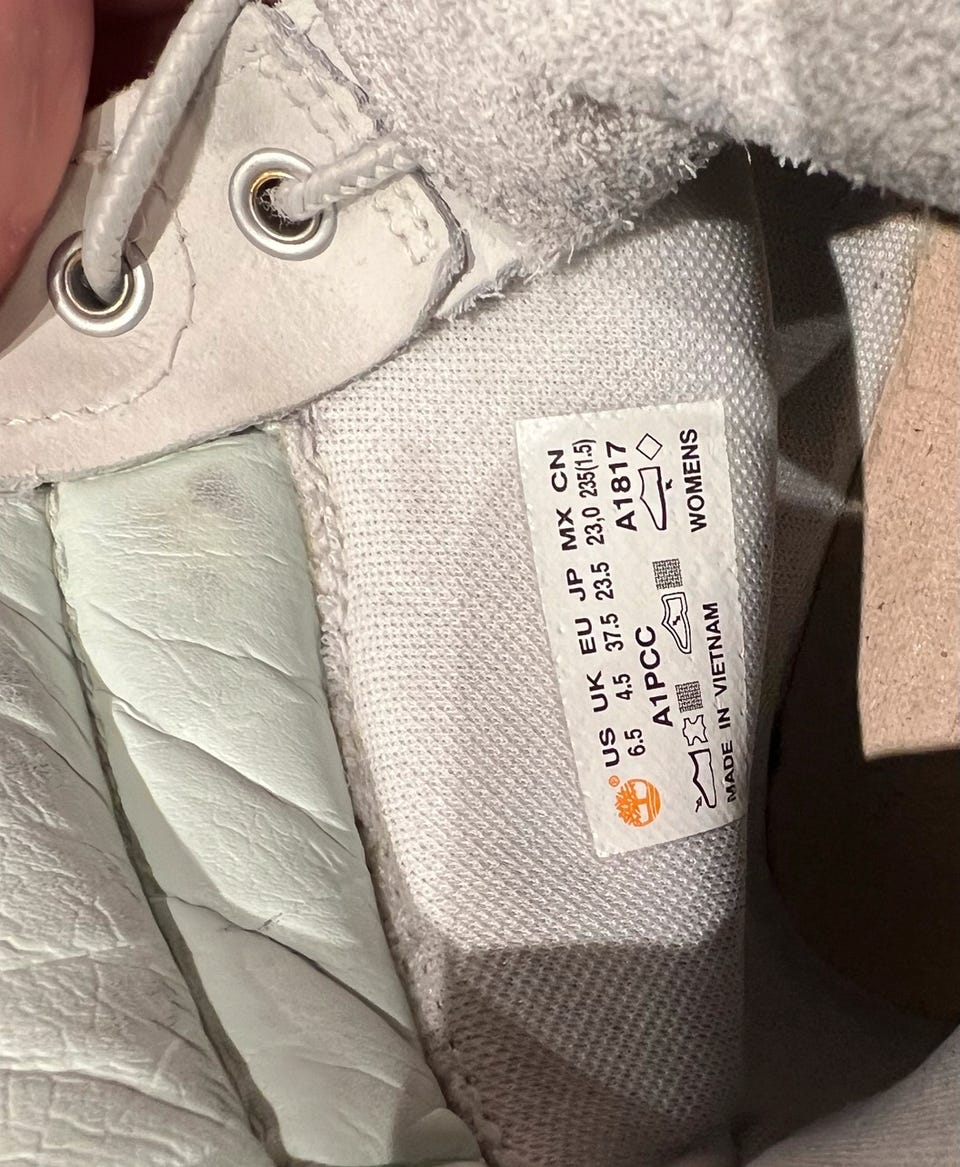 ® US UK EU JP MX CN
6.5 4.5 37.5 23.5 23,0 235(1.5)
A1PCC A1817
WOMENS
MADE IN VIETNAM